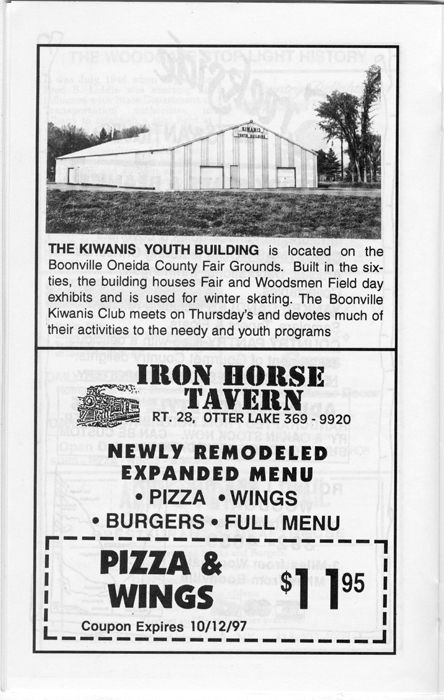 KIWANIS
YOUTH BUILDING
THE KIWANIS YOUTH BUILDING is located on the
Boonville Oneida County Fair Grounds. Built in the six-
ties, the building houses Fair and Woodsmen Field day
exhibits and is used for winter skating. The Boonville
Kiwanis Club meets on Thursday's and devotes much of
their activities to the needy and youth programs
IRON HORSE
TAVERN
RT. 28, OTTER LAKE 369 - 9920
NEWLY REMODELED
EXPANDED MENU
• PIZZA • WINGS
• BURGERS • FULL MENU
PIZZA &
WINGS
$11 95
Coupon Expires 10/12/97